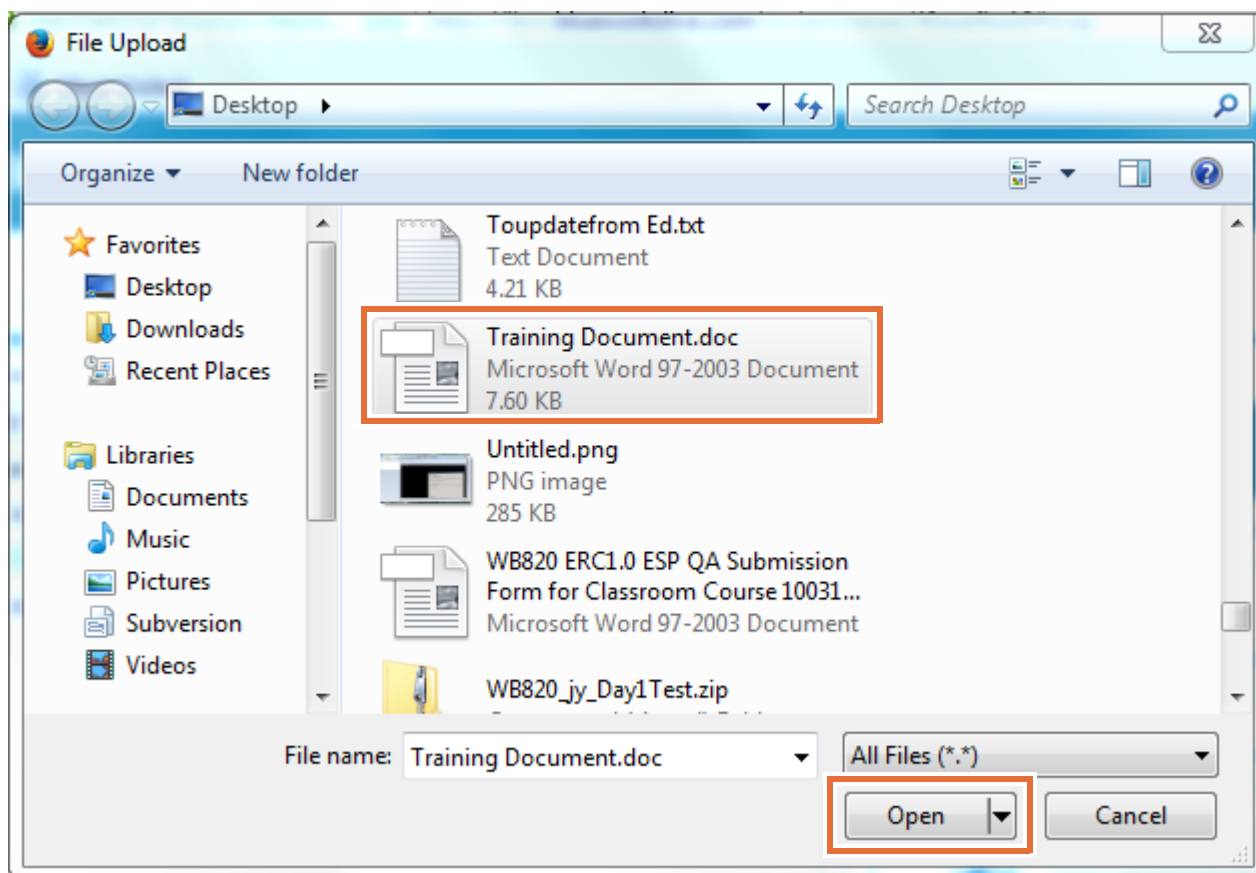 File Upload
Desktop
Search Desktop
Organize
New folder
Favorites
Desktop
Downloads
Recent Places
Libraries
Documents
Music
Pictures
Subversion
Videos
Toupdatefrom Ed.txt
Text Document
4.21 KB
Training Document.doc
Microsoft Word 97-2003 Document
7.60 KB
Untitled.png
PNG image
285 KB
WB820 ERC1.0 ESP QA Submission
Form for Classroom Course 10031...
Microsoft Word 97-2003 Document
WB820_jy_Day1Test.zip
File name: Training Document.doc
All Files (*.*)
Open
Cancel